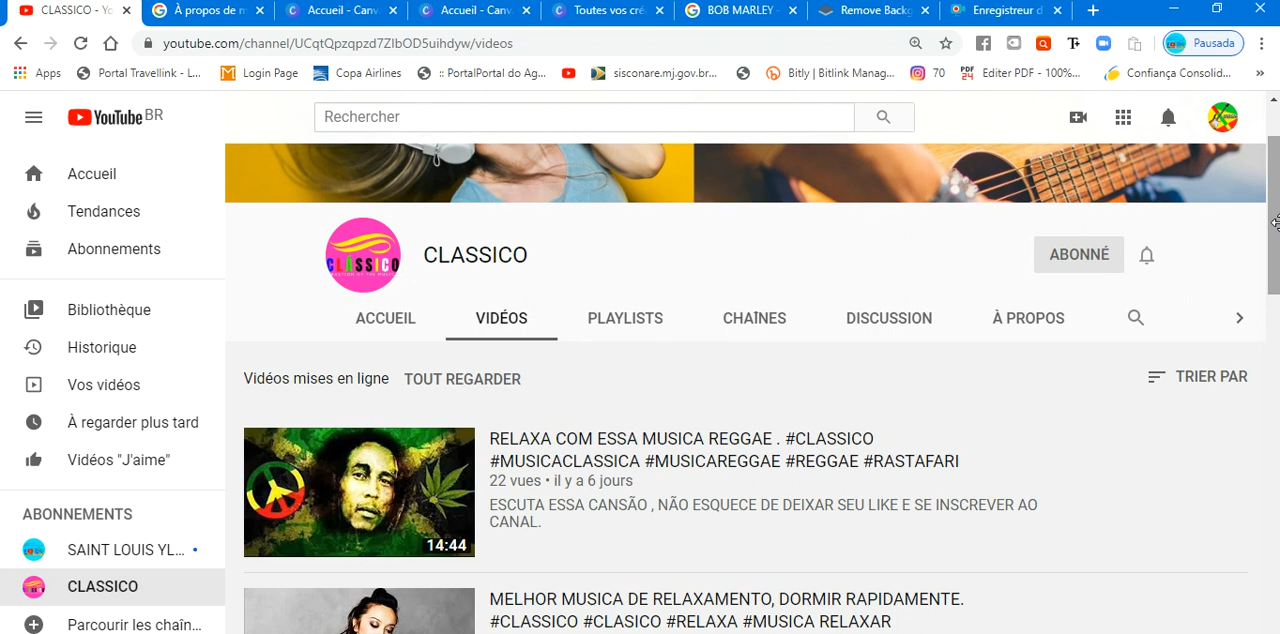 CLASSICO - Yo
À propos de m
Accueil - Canv
Accueil - Canv
Toutes vos cré
BOB MARLEY
Remove Backg
Enregistreur d
youtube.com/channel/UCqtQpzqpzd7ZIbOD5uihdyw/videos
Pausada
Apps
Portal Travellink - L...
Login Page
Copa Airlines
:: PortalPortal do Ag...
sisconare.mj.gov.br...
Bitly | Bitlink Manag...
70
Editer PDF - 100%...
Confiança Consolid...
YouTube BR
Rechercher
Accueil
Tendances
Abonnements
Bibliothèque
Historique
Vos vidéos
À regarder plus tard
Vidéos "J'aime"
ABONNEMENTS
SAINT LOUIS YL...
CLASSICO
Parcourir les chaîn...
CLÁSSICO
CLASSICO
ABONNÉ
ACCUEIL
VIDÉOS
PLAYLISTS
CHAÎNES
DISCUSSION
À PROPOS
Vidéos mises en ligne
TOUT REGARDER
TRIER PAR
14:44
RELAXA COM ESSA MUSICA REGGAE . #CLASSICO
#MUSICACLASSICA #MUSICAREGGAE #REGGAE #RASTAFARI
22 vues • il y a 6 jours
ESCUTA ESSA CANSÃO , NÃO ESQUECE DE DEIXAR SEU LIKE E SE INSCREVER AO
CANAL.
MELHOR MUSICA DE RELAXAMENTO, DORMIR RAPIDAMENTE.
#CLASSICO #CLASICO #RELAXA #MUSICA RELAXAR